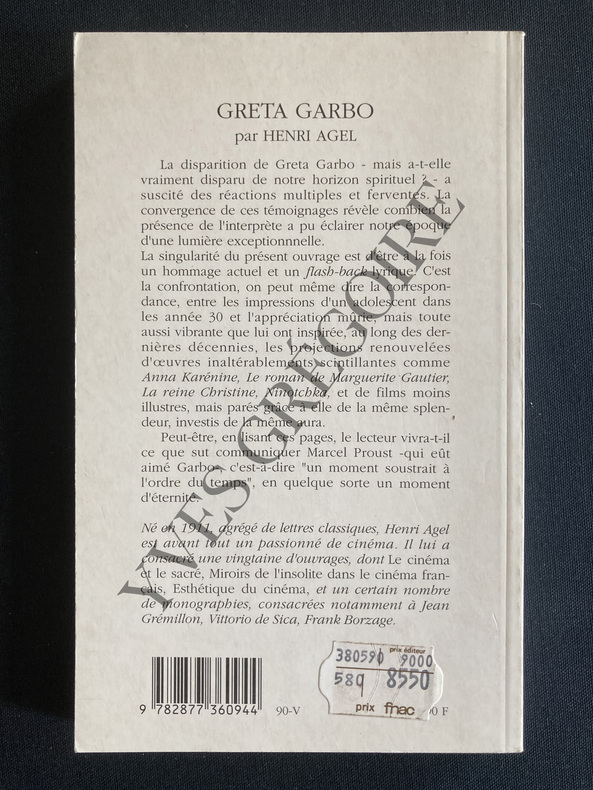 GRETA GARBO
par HENRI AGEL
La disparition de Greta Garbo - mais a-t-elle
vraiment disparu de notre horizon spirituel ? - a
suscité des réactions multiples et ferventes. La
convergence de ces témoignages révèle combien la
présence de l'interprète a pu éclairer notre époque
d'une lumière exceptionnnelle.
La singularité du présent ouvrage est d'être à la fois
un hommage actuel et un flash-back lyrique. C'est
la confrontation, on peut même dire la correspon-
dance, entre les impressions d'un adolescent dans
les année 30 et l'appréciation mûrie, mais toute
aussi vibrante que lui ont inspirée, au long des der-
nières décennies, les projections renouvelées
d'œuvres inaltérablements scintillantes comme
Anna Karénine, Le roman de Marguerite Gautier,
La reine Christine, Ninotchka, et de films moins
illustres, mais parés grâce à elle de la même splen-
deur, investis de la même aura.
Peut-être, en lisant ces pages, le lecteur vivra-t-il
ce que sut communiquer Marcel Proust -qui eût
aimé Garbo-, c'est-à-dire "un moment soustrait à
l'ordre du temps", en quelque sorte un moment
d'éternité.
Né en 1911, agrégé de lettres classiques, Henri Agel
est avant tout un passionné de cinéma. Il lui a
consacré une vingtaine d'ouvrages, dont Le cinéma
et le sacré, Miroirs de l'insolite dans le cinéma fran-
çais, Esthétique du cinéma, et un certain nombre
de monographies, consacrées notamment à Jean
Grémillon, Vittorio de Sica, Frank Borzage.
YVES GRÉGOIRE
prix éditeur
380590 9000
589 8550
prix fnac
9 782877 360944
90-V
0 F